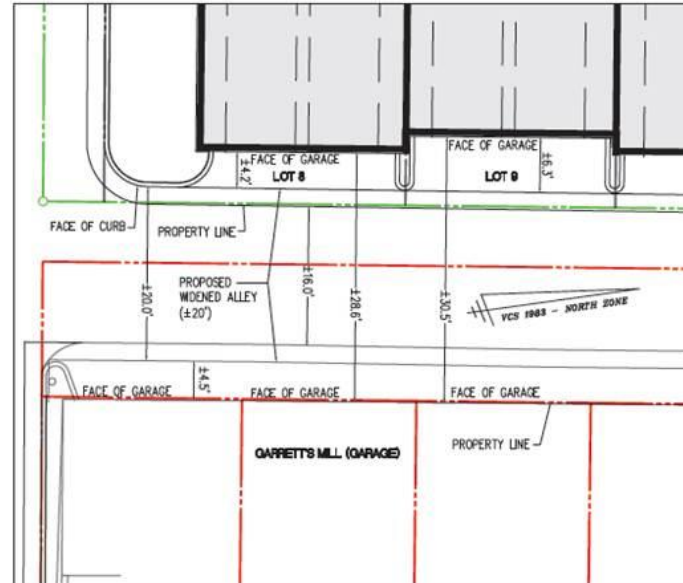 FACE OF GARAGE
±4.2'
LOT 8
FACE OF GARAGE
±6.3'
LOT 9
FACE OF CURB
PROPERTY LINE
±20.0'
PROPOSED
WIDENED ALLEY
(±20')
±16.0'
±28.6'
±30.5'
VCS 1983 - NORTH ZONE
±4.5'
FACE OF GARAGE
FACE OF GARAGE
FACE OF GARAGE
GARRETT'S MILL (GARAGE)
PROPERTY LINE